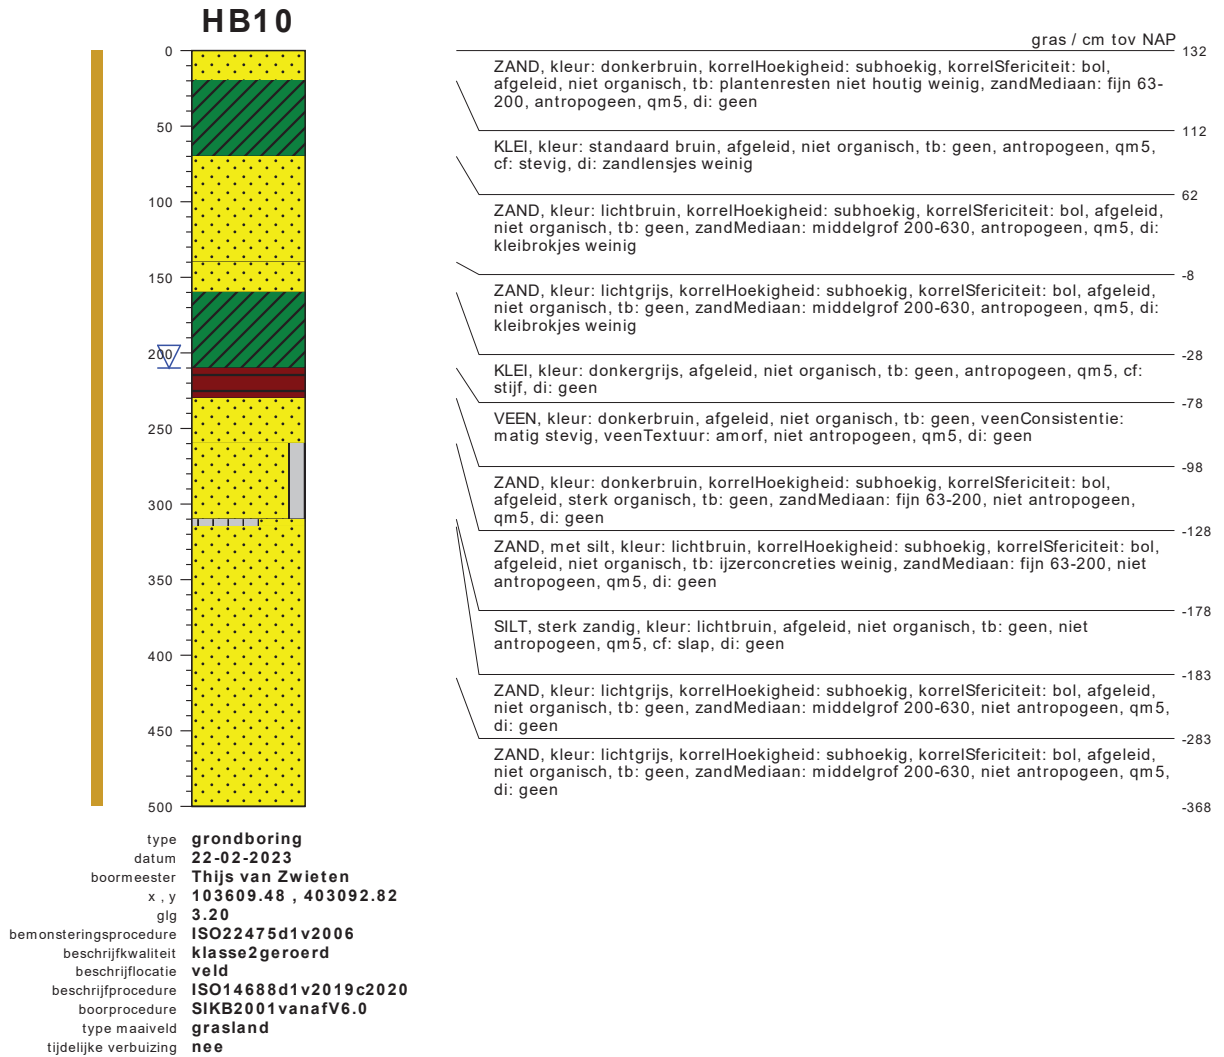 HB10
gras / cm tov NAP
0
50
100
150
200
250
300
350
400
450
500
132
ZAND, kleur: donkerbruin, korrelHoekigheid: subhoekig, korrelSfericiteit: bol,
afgeleid, niet organisch, tb: plantenresten niet houtig weinig, zandMediaan: fijn 63-
200, antropogeen, qm5, di: geen
112
KLEI, kleur: standaard bruin, afgeleid, niet organisch, tb: geen, antropogeen, qm5,
cf: stevig, di: zandlensjes weinig
62
ZAND, kleur: lichtbruin, korrelHoekigheid: subhoekig, korrelSfericiteit: bol, afgeleid,
niet organisch, tb: geen, zandMediaan: middelgrof 200-630, antropogeen, qm5, di:
kleibrokjes weinig
-8
ZAND, kleur: lichtgrijs, korrelHoekigheid: subhoekig, korrelSfericiteit: bol, afgeleid,
niet organisch, tb: geen, zandMediaan: middelgrof 200-630, antropogeen, qm5, di:
kleibrokjes weinig
-28
KLEI, kleur: donkergrijs, afgeleid, niet organisch, tb: geen, antropogeen, qm5, cf:
stijf, di: geen
-78
VEEN, kleur: donkerbruin, afgeleid, niet organisch, tb: geen, veenConsistentie:
matig stevig, veenTextuur: amorf, niet antropogeen, qm5, di: geen
-98
ZAND, kleur: donkerbruin, korrelHoekigheid: subhoekig, korrelSfericiteit: bol,
afgeleid, sterk organisch, tb: geen, zandMediaan: fijn 63-200, niet antropogeen,
qm5, di: geen
-128
ZAND, met silt, kleur: lichtbruin, korrelHoekigheid: subhoekig, korrelSfericiteit: bol,
afgeleid, niet organisch, tb: ijzerconcreties weinig, zandMediaan: fijn 63-200, niet
antropogeen, qm5, di: geen
-178
SILT, sterk zandig, kleur: lichtbruin, afgeleid, niet organisch, tb: geen, niet
antropogeen, qm5, cf: slap, di: geen
-183
ZAND, kleur: lichtgrijs, korrelHoekigheid: subhoekig, korrelSfericiteit: bol, afgeleid,
niet organisch, tb: geen, zandMediaan: middelgrof 200-630, niet antropogeen, qm5,
di: geen
-283
ZAND, kleur: lichtgrijs, korrelHoekigheid: subhoekig, korrelSfericiteit: bol, afgeleid,
niet organisch, tb: geen, zandMediaan: middelgrof 200-630, niet antropogeen, qm5,
di: geen
-368
type grondboring
datum 22-02-2023
boormeester Thijs van Zwieten
x , y 103609.48 , 403092.82
glg 3.20
bemonsteringsprocedure ISO22475d1v2006
beschrijfkwaliteit klasse2geroerd
beschrijflocatie veld
beschrijfprocedure ISO14688d1v2019c2020
boorprocedure SIKB2001vanafV6.0
type maaiveld grasland
tijdelijke verbuizing nee